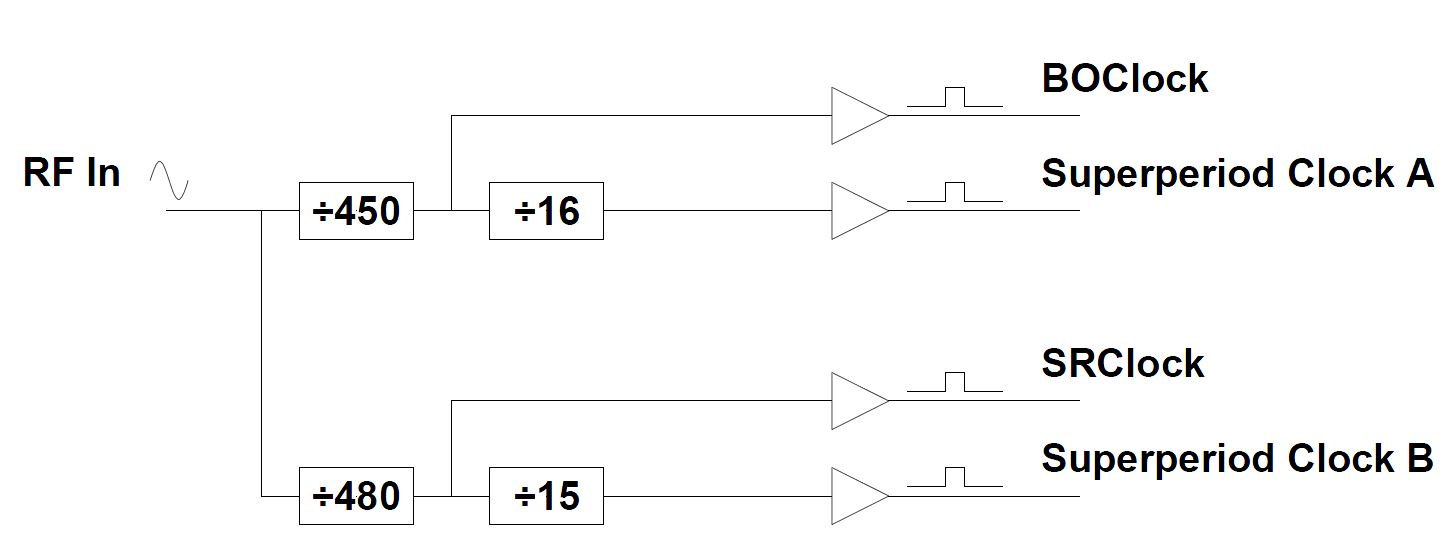 BOClock
RF In
Superperiod Clock A
÷450
÷16
SRClock
Superperiod Clock B
÷480
÷15